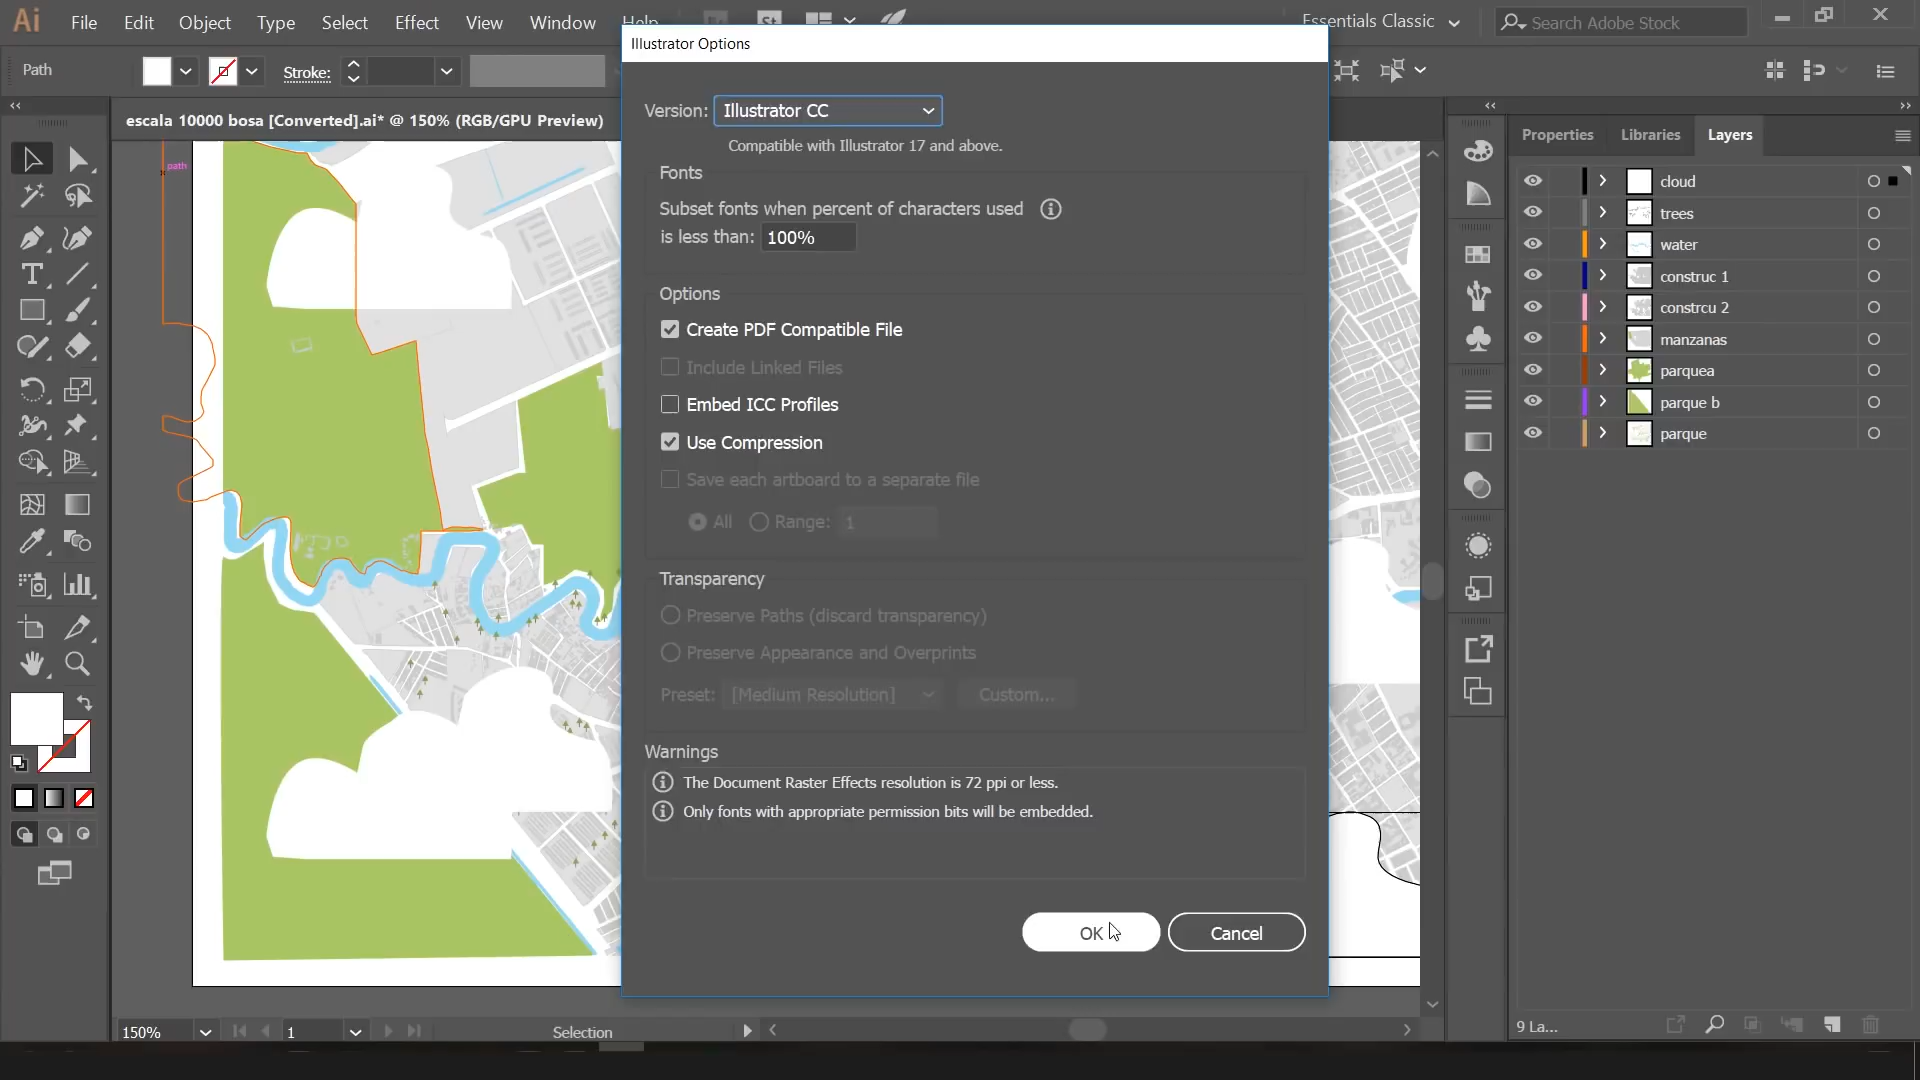 Ai File Edit Object Type Select Effect View Window Help Br St Essentials Classic Search Adobe Stock
Illustrator Options
Path Stroke:
escala 10000 bosa [Converted].ai* @ 150% (RGB/GPU Preview)
Version: Illustrator CC
Compatible with Illustrator 17 and above.
Fonts
Subset fonts when percent of characters used
is less than: 100%
Options
Create PDF Compatible File
Include Linked Files
Embed ICC Profiles
Use Compression
Save each artboard to a separate file
All Range: 1
Transparency
Preserve Paths (discard transparency)
Preserve Appearance and Overprints
Preset: [Medium Resolution] Custom...
Warnings
The Document Raster Effects resolution is 72 ppi or less.
Only fonts with appropriate permission bits will be embedded.
OK Cancel
path
Properties Libraries Layers
cloud
trees
water
construc 1
constrcu 2
manzanas
parquea
parque b
parque
9 La...
150% 1 Selection